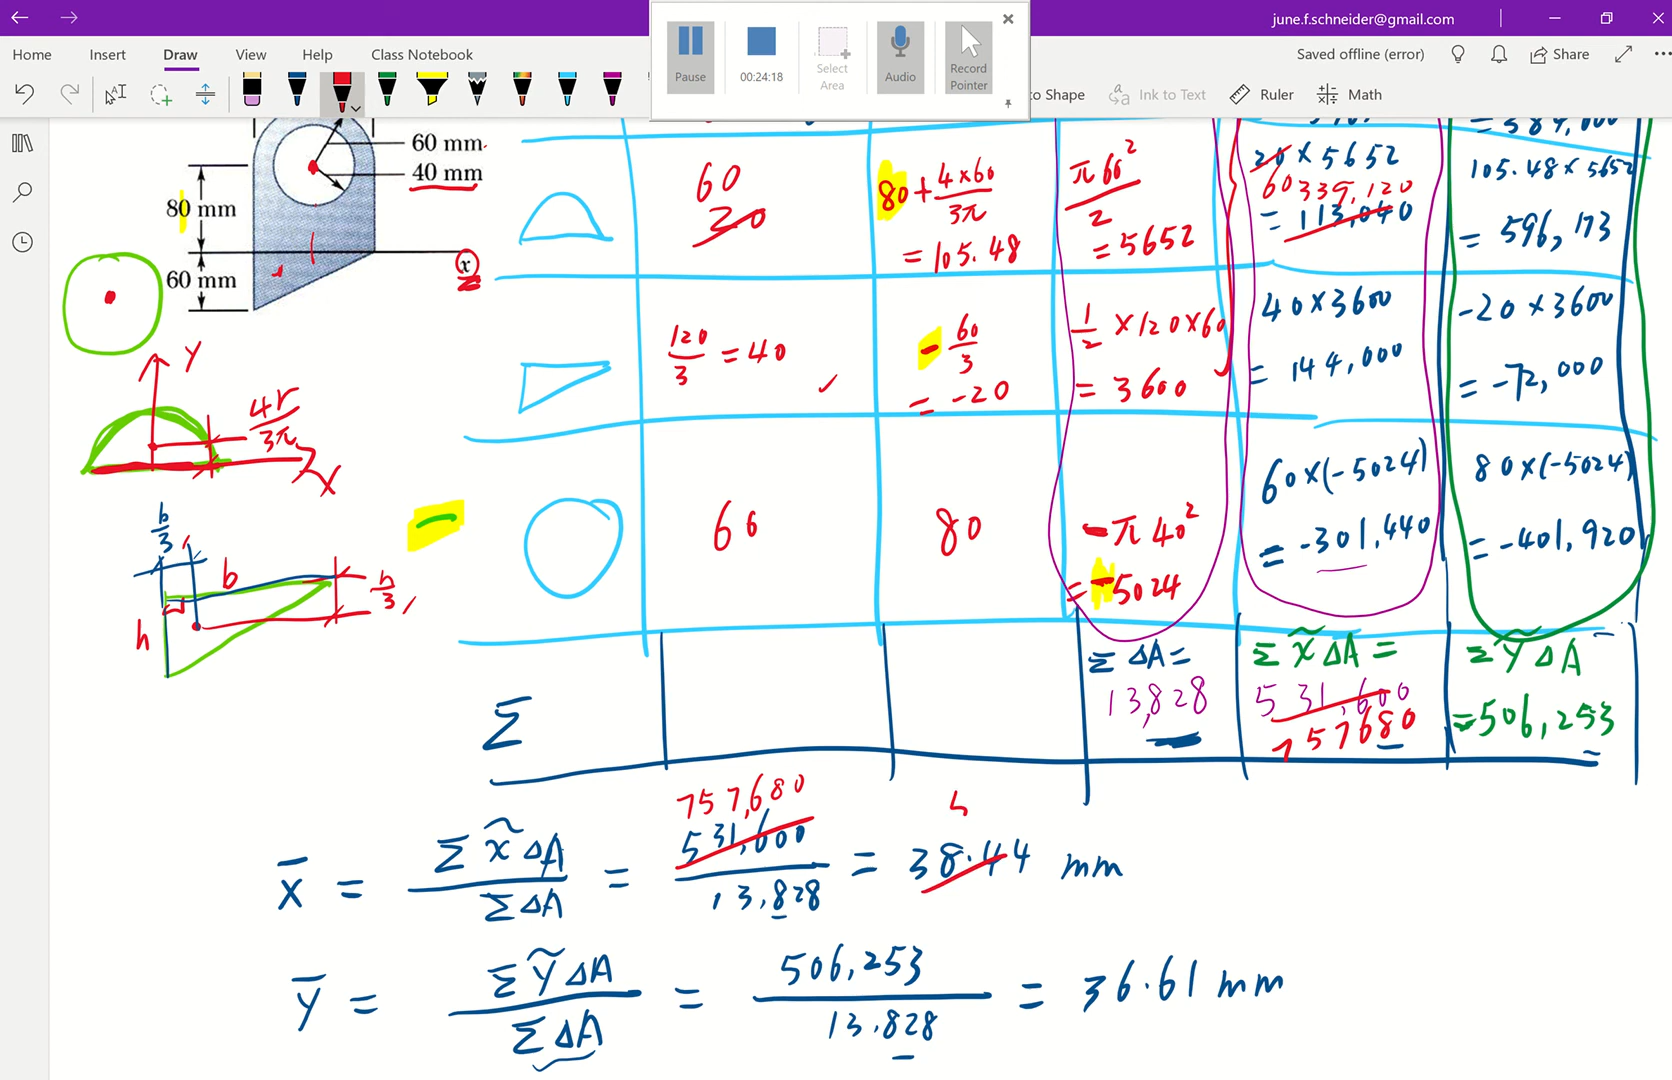 june.f.schneider@gmail.com
Home Insert Draw View Help Class Notebook
Pause 00:24:18 Select Area Audio Record Pointer
Saved offline (error) Share
to Shape Ink to Text Ruler Math
60 mm
40 mm
80 mm
60 mm
x
Y
4r
3π
X
b
3
b
h
3
h
60
20
80 + 4×60
3π
= 105.48
π 60²
2
= 5652
20 × 5652
60 339,120
= 113,040
105.48 × 5652
= 596,173
120
3 = 40
- 60
3
= -20
1
2 × 120 × 60
= 3600
40 × 3600
= 144,000
-20 × 3600
= -72,000
60
80
- π 40²
= -5024
60 × (-5024)
= -301,440
80 × (-5024)
= -401,920
Σ
Σ ΔA =
13,828
Σ x̃ ΔA =
531,600
757680
Σ ỹ ΔA
= 506,253
757,680
x̄ = Σ x̃ ΔA = 531,600 = 38.44 mm
Σ ΔA 13,828
ȳ = Σ ỹ ΔA = 506,253 = 36.61 mm
Σ ΔA 13,828